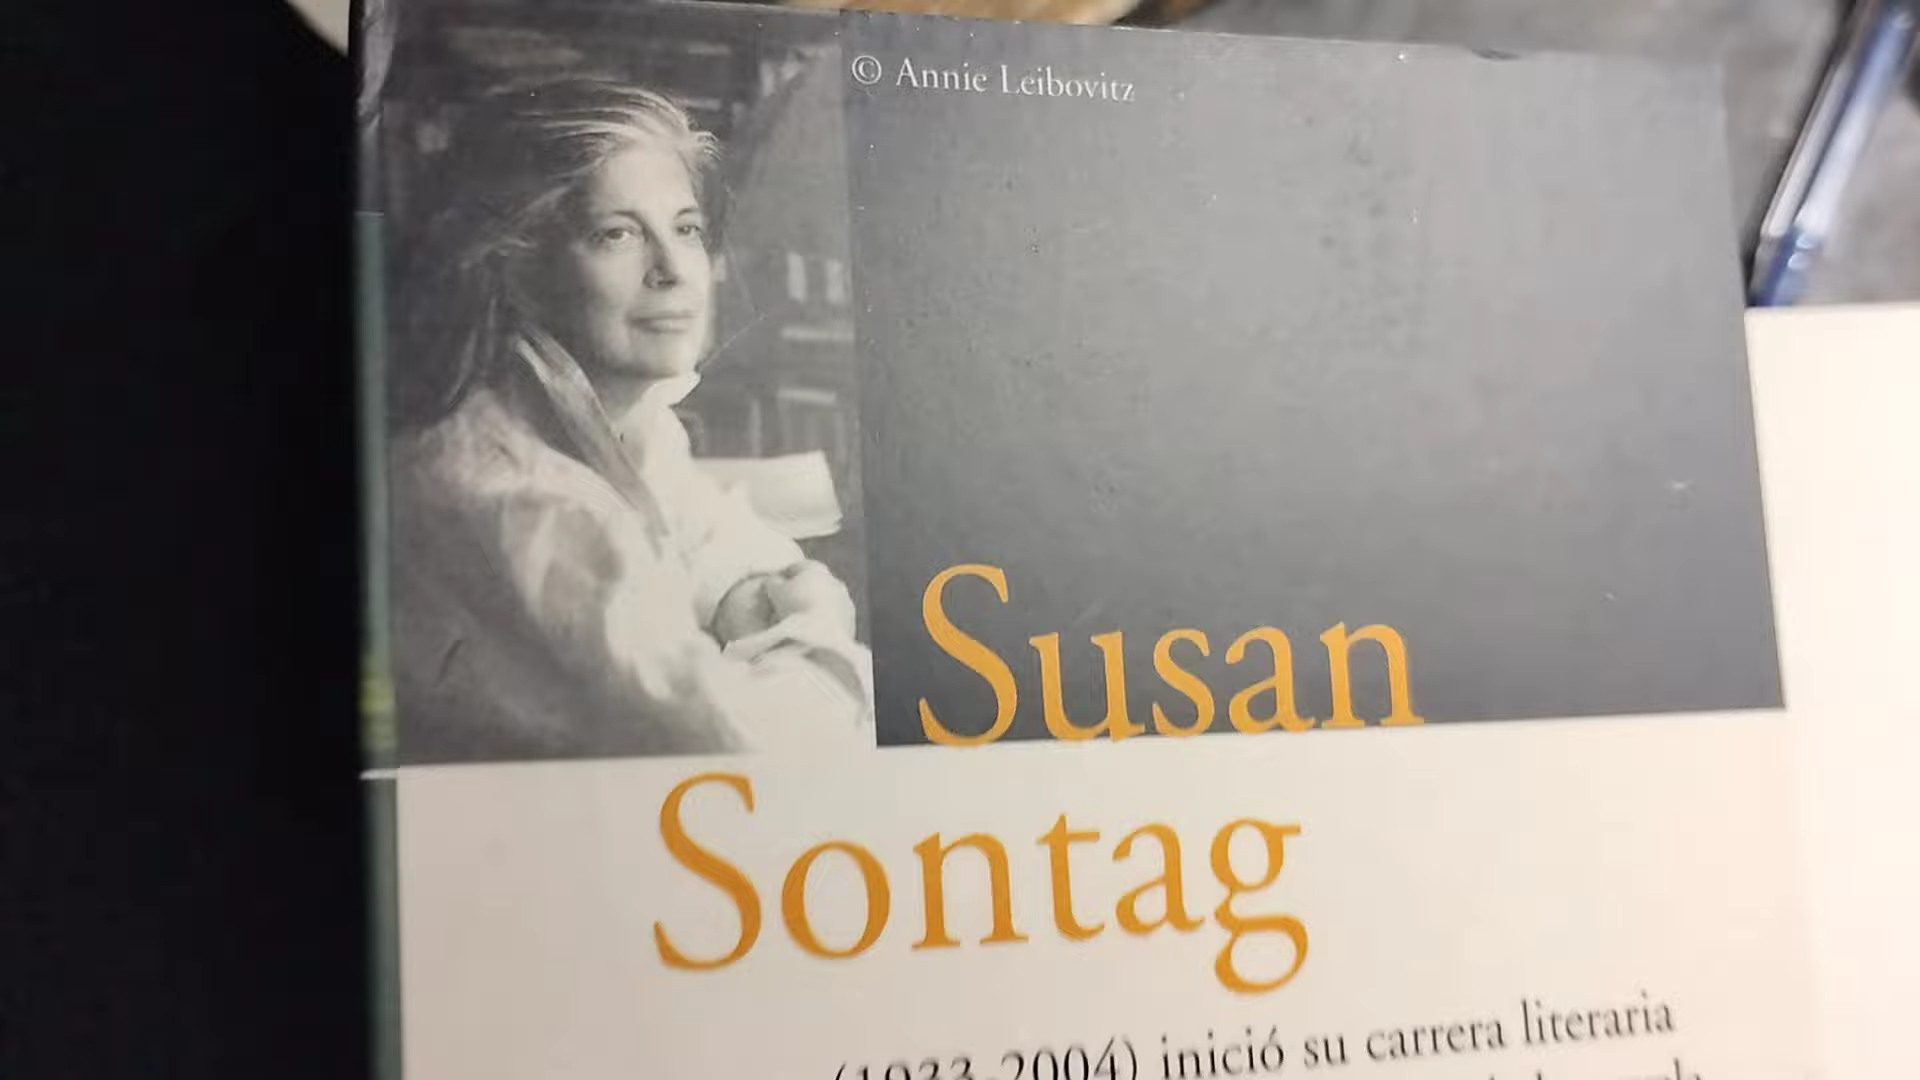 © Annie Leibovitz
Susan
Sontag
(1933-2004) inició su carrera literaria